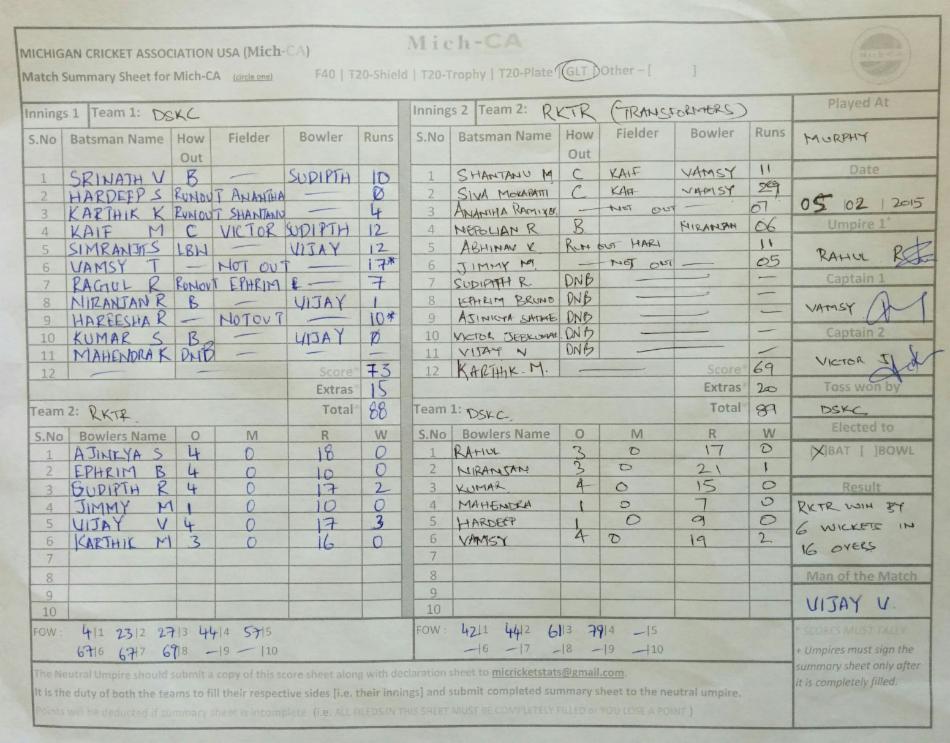 Mich-CA
MICHIGAN CRICKET ASSOCIATION USA (Mich-CA)
Match Summary Sheet for Mich-CA (circle one) F40 | T20-Shield | T20-Trophy | T20-Plate | GLT | Other – [ ]
Innings 1 Team 1: DSKC
S.No Batsman Name How Out Fielder Bowler Runs
1 SRINATH V B — SUDIPTH 10
2 HARDEEP S RUNOUT ANANTHA — 0
3 KARTHIK K RUNOUT SHANTANU — 4
4 KAIF M C VICTOR SUDIPTH 12
5 SIMRANJIT S LBW — VIJAY 12
6 VAMSY T — NOT OUT — 17*
7 RAGUL R RUNOUT EPHRIM — 7
8 NIRANJAN R B — VIJAY 1
9 HAREESHA R — NOTOUT — 10*
10 KUMAR S B — VIJAY 0
11 MAHENDRA K DNB — — —
12 — — — Score* 73
Extras* 15
Total* 88
Team 2: RKTR
S.No Bowlers Name O M R W
1 AJINKYA S 4 0 18 0
2 EPHRIM B 4 0 10 0
3 SUDIPTH R 4 0 17 2
4 JIMMY M 1 0 10 0
5 VIJAY V 4 0 17 3
6 KARTHIK M 3 0 16 0
7
8
9
10
FOW : 4|1 23|2 27|3 44|4 57|5
67|6 67|7 69|8 —|9 —|10
Innings 2 Team 2: RKTR (TRANSFORMERS)
S.No Batsman Name How Out Fielder Bowler Runs
1 SHANTANU M C KAIF VAMSY 11
2 SIVA C KAIF VAMSY 29
3 ANANTHA — NOT OUT — 07
4 NEPOLIAN R B NIRANJAN 06
5 ABHINAV K RUN OUT HARI 11
6 JIMMY M. — NOT OUT — 05
7 SUDIPTH R. DNB — — —
8 EPHRIM BRUNO DNB — — —
9 AJINKYA SATHE DNB — — —
10 VICTOR JEEKUMAR DNB — — —
11 VIJAY V DNB — — —
12 KARTHIK. M. — Score* 69
Extras* 20
Total* 89
Team 1: DSKC
S.No Bowlers Name O M R W
1 RAHUL 3 0 17 0
2 NIRANJAN 3 0 21 1
3 KUMAR 4 0 15 0
4 MAHENDRA 1 0 7 0
5 HARDEEP 1 0 9 0
6 VAMSY 4 0 19 2
7
8
9
10
FOW : 42|1 44|2 61|3 79|4 —|5
—|6 —|7 —|8 —|9 —|10
Played At
MURPHY
Date
05 | 02 | 2015
Umpire 1*
RAHUL R
Captain 1
VAMSY
Captain 2
VICTOR J
Toss won by
DSKC
Elected to
[X]BAT [ ]BOWL
Result
RKTR WIN BY
6 WICKETS IN
16 OVERS
Man of the Match
VIJAY V.
* SCORES MUST TALLY
+ Umpires must sign the
summary sheet only after
it is completely filled.
The Neutral Umpire should submit a copy of this score sheet along with declaration sheet to micricketstats@gmail.com.
It is the duty of both the teams to fill their respective sides [i.e. their innings] and submit completed summary sheet to the neutral umpire.
Points will be deducted if summary sheet is incomplete (i.e. ALL FILEDS IN THIS SHEET MUST BE COMPLETELY FILLED or YOU LOSE A POINT )